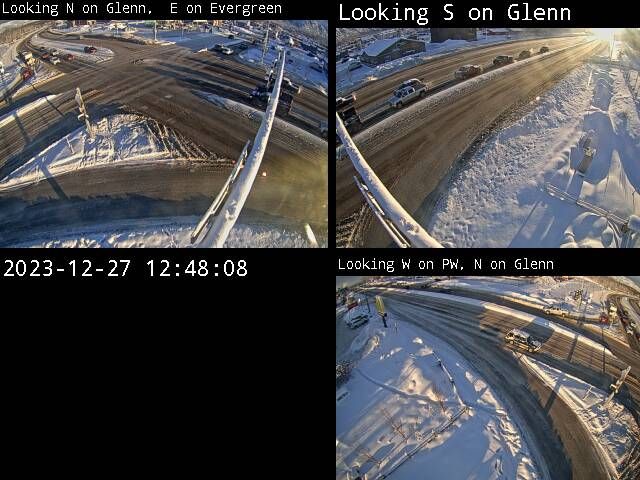 Looking N on Glenn,  E on Evergreen
Looking S on Glenn
2023-12-27 12:48:08
Looking W on PW, N on Glenn